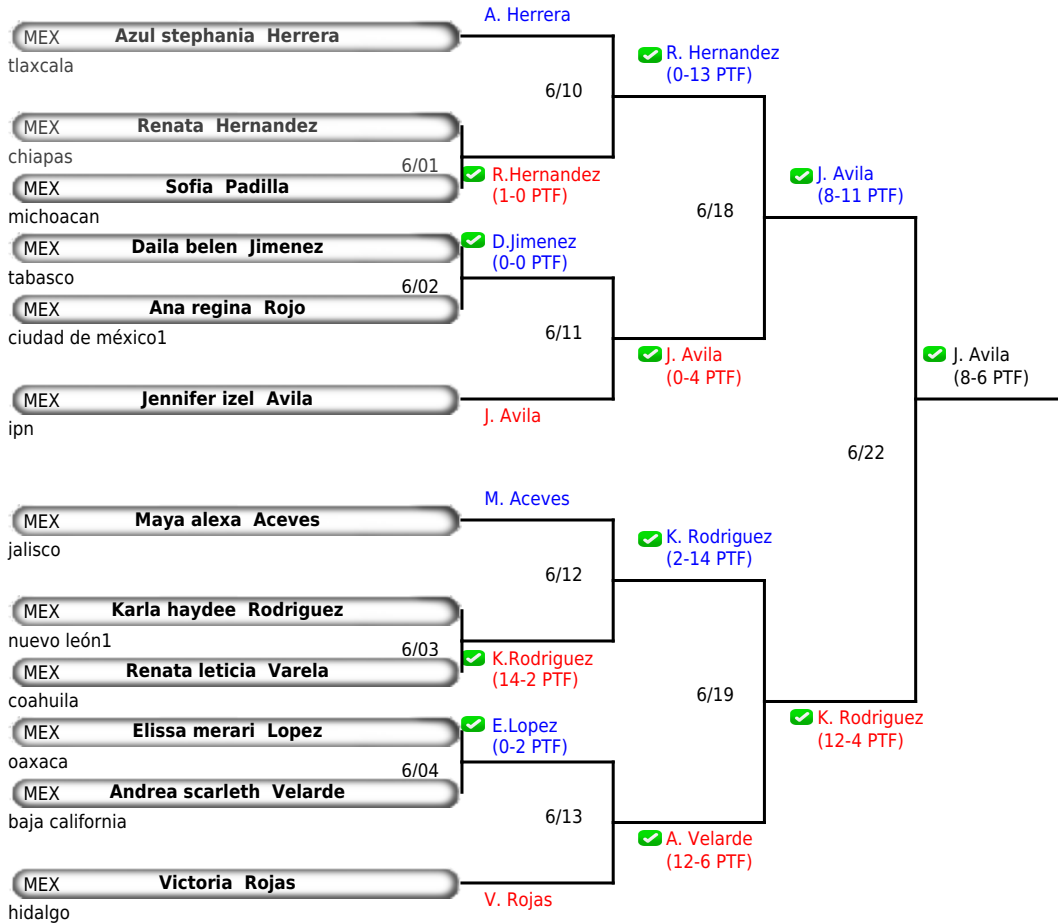 A. Herrera
MEX Azul stephania Herrera
tlaxcala
R. Hernandez
(0-13 PTF)
6/10
MEX Renata Hernandez
chiapas
6/01
R.Hernandez
(1-0 PTF)
MEX Sofia Padilla
michoacan
J. Avila
(8-11 PTF)
6/18
MEX Daila belen Jimenez
tabasco
D.Jimenez
(0-0 PTF)
6/02
MEX Ana regina Rojo
ciudad de méxico1
6/11
J. Avila
(0-4 PTF)
J. Avila
(8-6 PTF)
MEX Jennifer izel Avila
ipn
J. Avila
6/22
M. Aceves
MEX Maya alexa Aceves
jalisco
K. Rodriguez
(2-14 PTF)
6/12
MEX Karla haydee Rodriguez
nuevo león1
6/03
K.Rodriguez
(14-2 PTF)
MEX Renata leticia Varela
coahuila
6/19
K. Rodriguez
(12-4 PTF)
MEX Elissa merari Lopez
oaxaca
E.Lopez
(0-2 PTF)
6/04
MEX Andrea scarleth Velarde
baja california
6/13
A. Velarde
(12-6 PTF)
MEX Victoria Rojas
hidalgo
V. Rojas